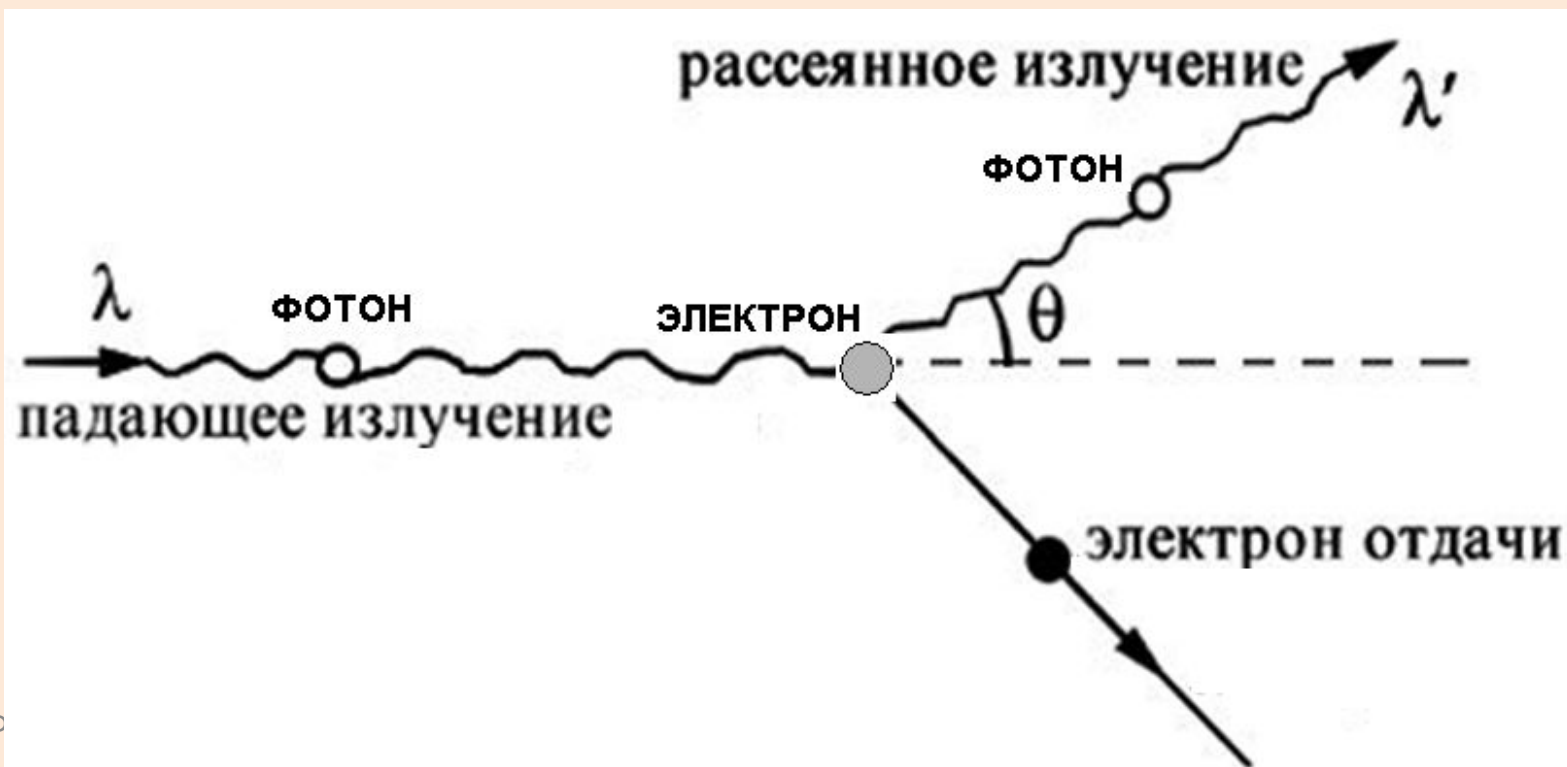 рассеянное излучение
λ′
ФОТОН
λ
ФОТОН
ЭЛЕКТРОН
θ
падающее излучение
электрон отдачи